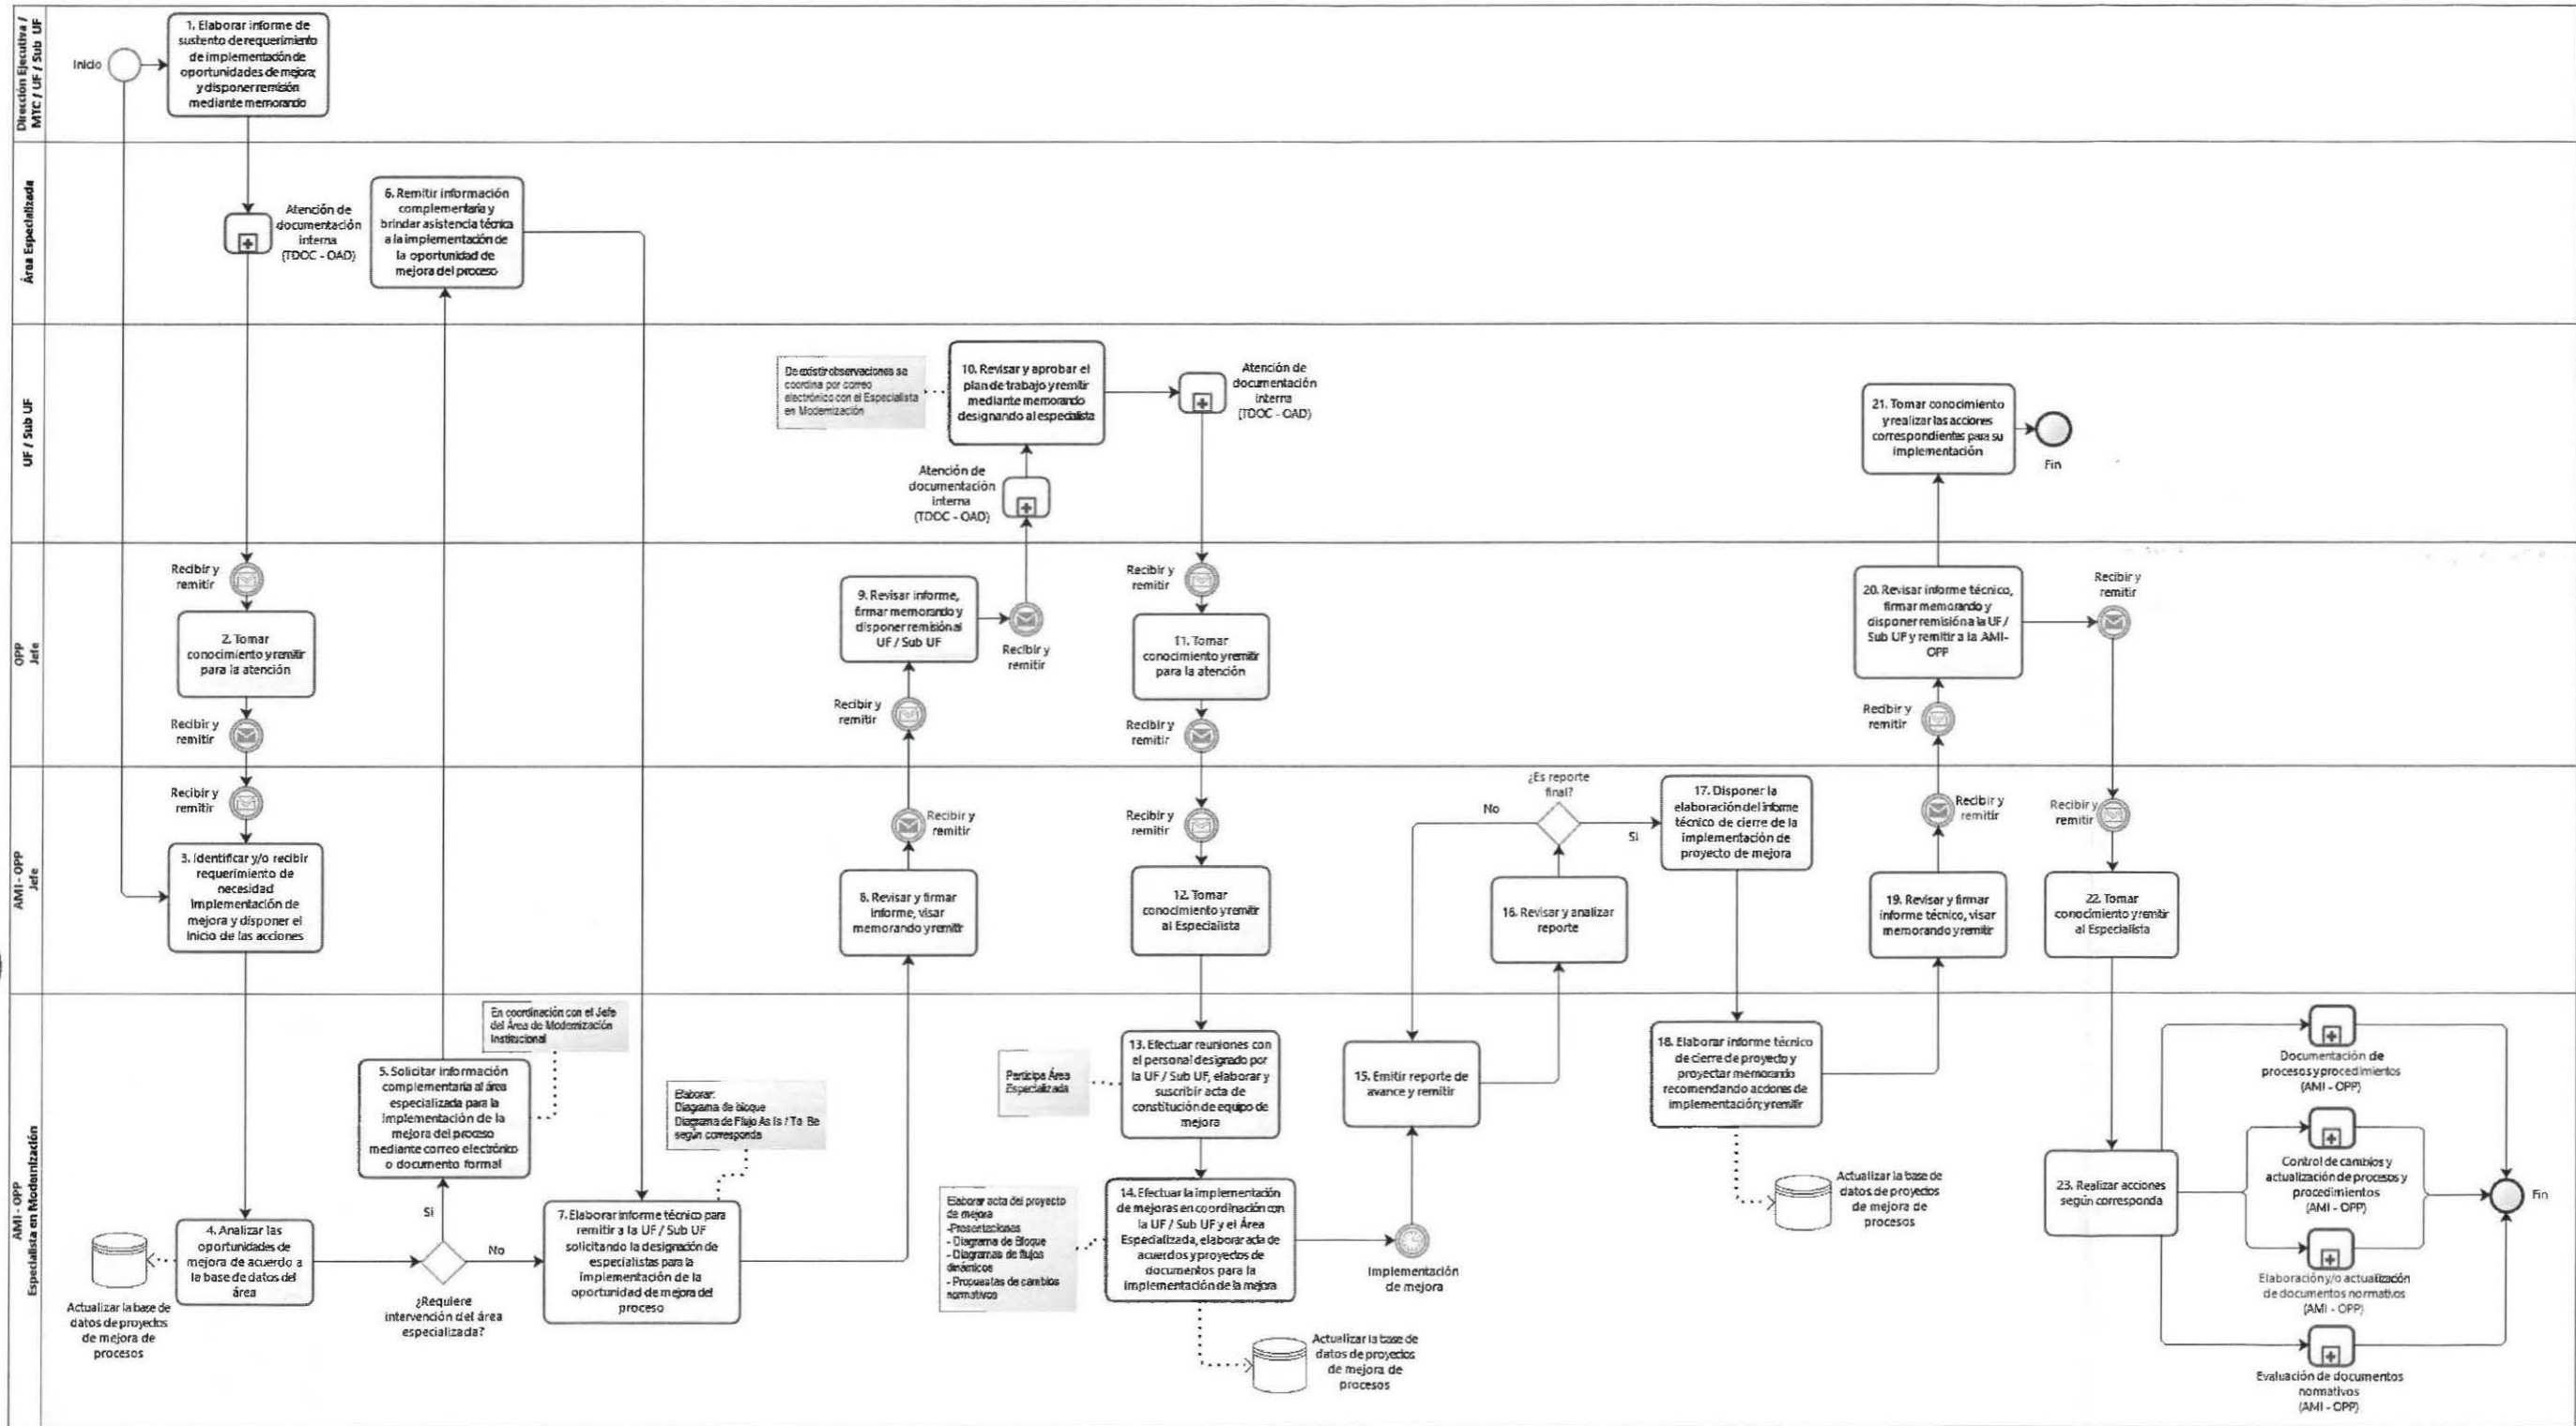 Dirección Ejecutiva /
MTC / UF / Sub UF
Inicio
1. Elaborar informe de
sustento de requerimiento
de implementación de
oportunidades de mejora;
y disponer remisión
mediante memorando
Área Especializada
Atención de
documentación
interna
(TDOC - OAD)
6. Remitir información
complementaria y
brindar asistencia técnica
a la implementación de
la oportunidad de
mejora del proceso
UF / Sub UF
De existir observaciones se
coordina por correo
electrónico con el Especialista
en Modernización
10. Revisar y aprobar el
plan de trabajo y remitir
mediante memorando
designando al especialista
Atención de
documentación
interna
(TDOC - OAD)
Atención de
documentación
interna
(TDOC - OAD)
21. Tomar conocimiento
y realizar las acciones
correspondientes para su
implementación
Fin
OPP
Jefe
Recibir y
remitir
2. Tomar
conocimiento y remitir
para la atención
Recibir y
remitir
9. Revisar informe,
firmar memorando y
disponer remisión al
UF / Sub UF
Recibir y
remitir
Recibir y
remitir
Recibir y
remitir
11. Tomar
conocimiento y remitir
para la atención
Recibir y
remitir
20. Revisar informe técnico,
firmar memorando y
disponer remisión a la UF /
Sub UF y remitir a la AMI-
OPP
Recibir y
remitir
Recibir y
remitir
AMI - OPP
Jefe
Recibir y
remitir
3. Identificar y/o recibir
requerimiento de
necesidad
implementación de
mejora y disponer el
inicio de las acciones
Recibir y
remitir
8. Revisar y firmar
informe, visar
memorando y remitir
Recibir y
remitir
12. Tomar
conocimiento y remitir
al Especialista
¿Es reporte
final?
No
Si
16. Revisar y analizar
reporte
17. Disponer la
elaboración del informe
técnico de cierre de la
implementación de
proyecto de mejora
Recibir y
remitir
19. Revisar y firmar
informe técnico, visar
memorando y remitir
Recibir y
remitir
22. Tomar
conocimiento y remitir
al Especialista
AMI - OPP
Especialista en Modernización
Actualizar la base de
datos de proyectos
de mejora de
procesos
4. Analizar las
oportunidades de
mejora de acuerdo a
la base de datos del
área
¿Requiere
intervención del área
especializada?
Si
No
5. Solicitar información
complementaria al área
especializada para la
implementación de la
mejora del proceso
mediante correo electrónico
o documento formal
En coordinación con el Jefe
del Área de Modernización
Institucional
Elaborar:
Diagrama de bloque
Diagrama de Flujo As Is / To Be
según corresponda
7. Elaborar informe técnico para
remitir a la UF / Sub UF
solicitando la designación de
especialistas para la
implementación de la
oportunidad de mejora del
proceso
Participa Área
Especializada
13. Efectuar reuniones con
el personal designado por
la UF / Sub UF, elaborar y
suscribir acta de
constitución de equipo de
mejora
Elaborar acta del proyecto
de mejora
-Presentaciones
- Diagrama de Bloque
- Diagramas de flujos
dinámicos
- Propuestas de cambios
normativos
14. Efectuar la implementación
de mejoras en coordinación con
la UF / Sub UF y el Área
Especializada, elaborar acta de
acuerdos y proyectos de
documentos para la
implementación de la mejora
Actualizar la base de
datos de proyectos
de mejora de
procesos
Implementación
de mejora
15. Emitir reporte de
avance y remitir
18. Elaborar informe técnico
de cierre de proyecto y
proyectar memorando
recomendando acciones de
implementación; y remitir
Actualizar la base de
datos de proyectos
de mejora de
procesos
23. Realizar acciones
según corresponda
Documentación de
procesos y procedimientos
(AMI - OPP)
Control de cambios y
actualización de procesos y
procedimientos
(AMI - OPP)
Elaboración y/o actualización
de documentos normativos
(AMI - OPP)
Evaluación de documentos
normativos
(AMI - OPP)
Fin